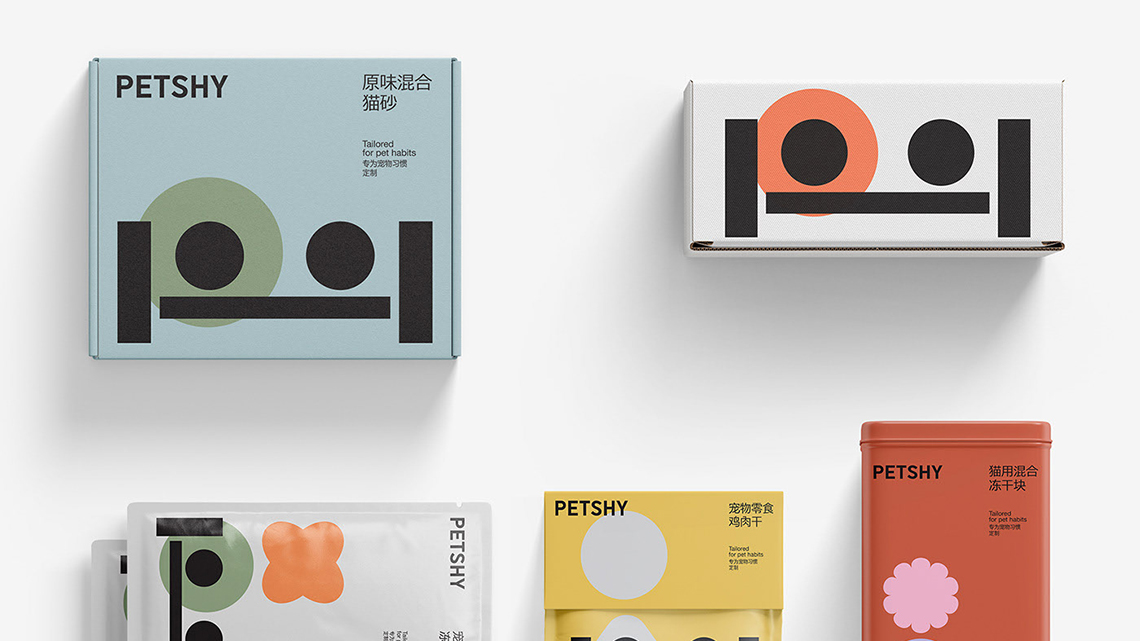 PETSHY
原味混合
猫砂
Tailored
for pet habits
专为宠物习惯
定制
PETSHY
PETSHY
宠物零食
鸡肉干
Tailored
for pet habits
专为宠物习惯
定制
PETSHY
猫用混合
冻干块
Tailored
for pet habits
专为宠物习惯
定制